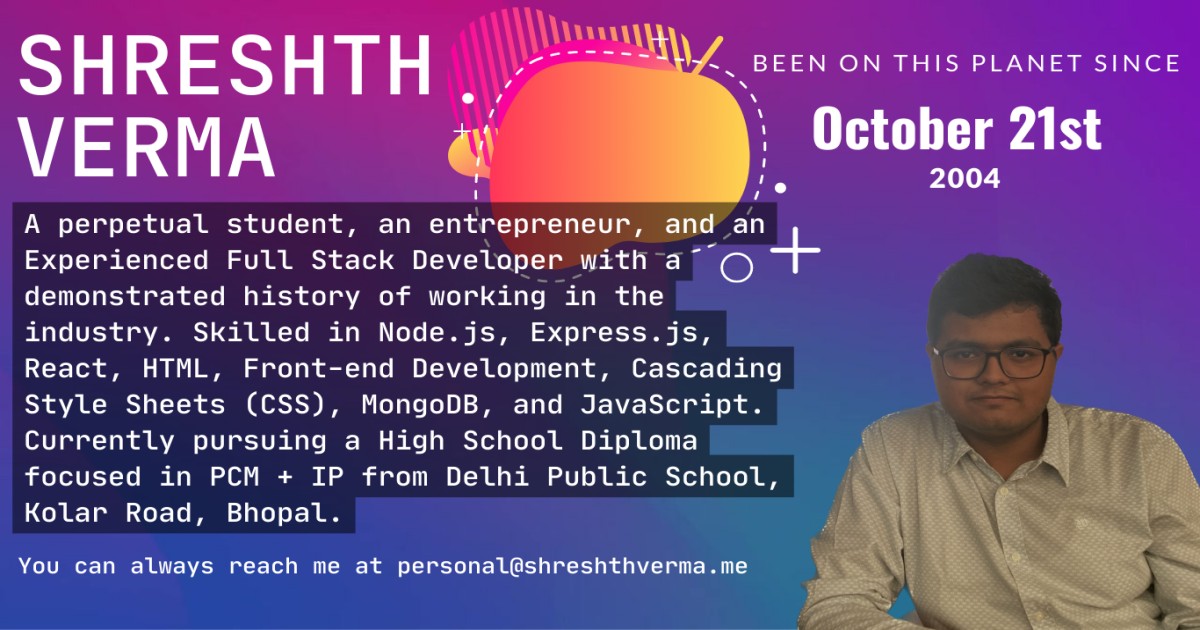 SHRESHTH
VERMA
BEEN ON THIS PLANET SINCE
October 21st
2004
A perpetual student, an entrepreneur, and an
Experienced Full Stack Developer with a
demonstrated history of working in the
industry. Skilled in Node.js, Express.js,
React, HTML, Front-end Development, Cascading
Style Sheets (CSS), MongoDB, and JavaScript.
Currently pursuing a High School Diploma
focused in PCM + IP from Delhi Public School,
Kolar Road, Bhopal.
You can always reach me at personal@shreshthverma.me